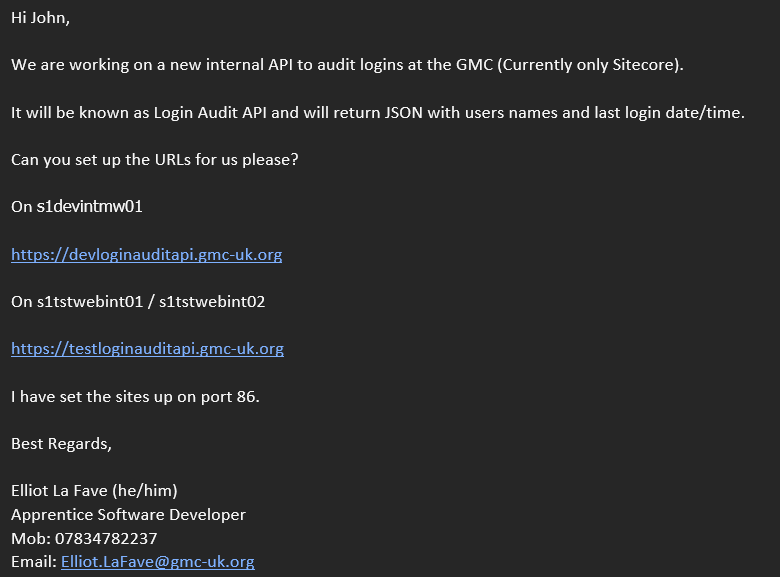 Hi John,
We are working on a new internal API to audit logins at the GMC (Currently only Sitecore).
It will be known as Login Audit API and will return JSON with users names and last login date/time.
Can you set up the URLs for us please?
On s1devintmw01
https://devloginauditapi.gmc-uk.org
On s1tstwebint01 / s1tstwebint02
https://testloginauditapi.gmc-uk.org
I have set the sites up on port 86.
Best Regards,
Elliot La Fave (he/him)
Apprentice Software Developer
Mob: 07834782237
Email: Elliot.LaFave@gmc-uk.org